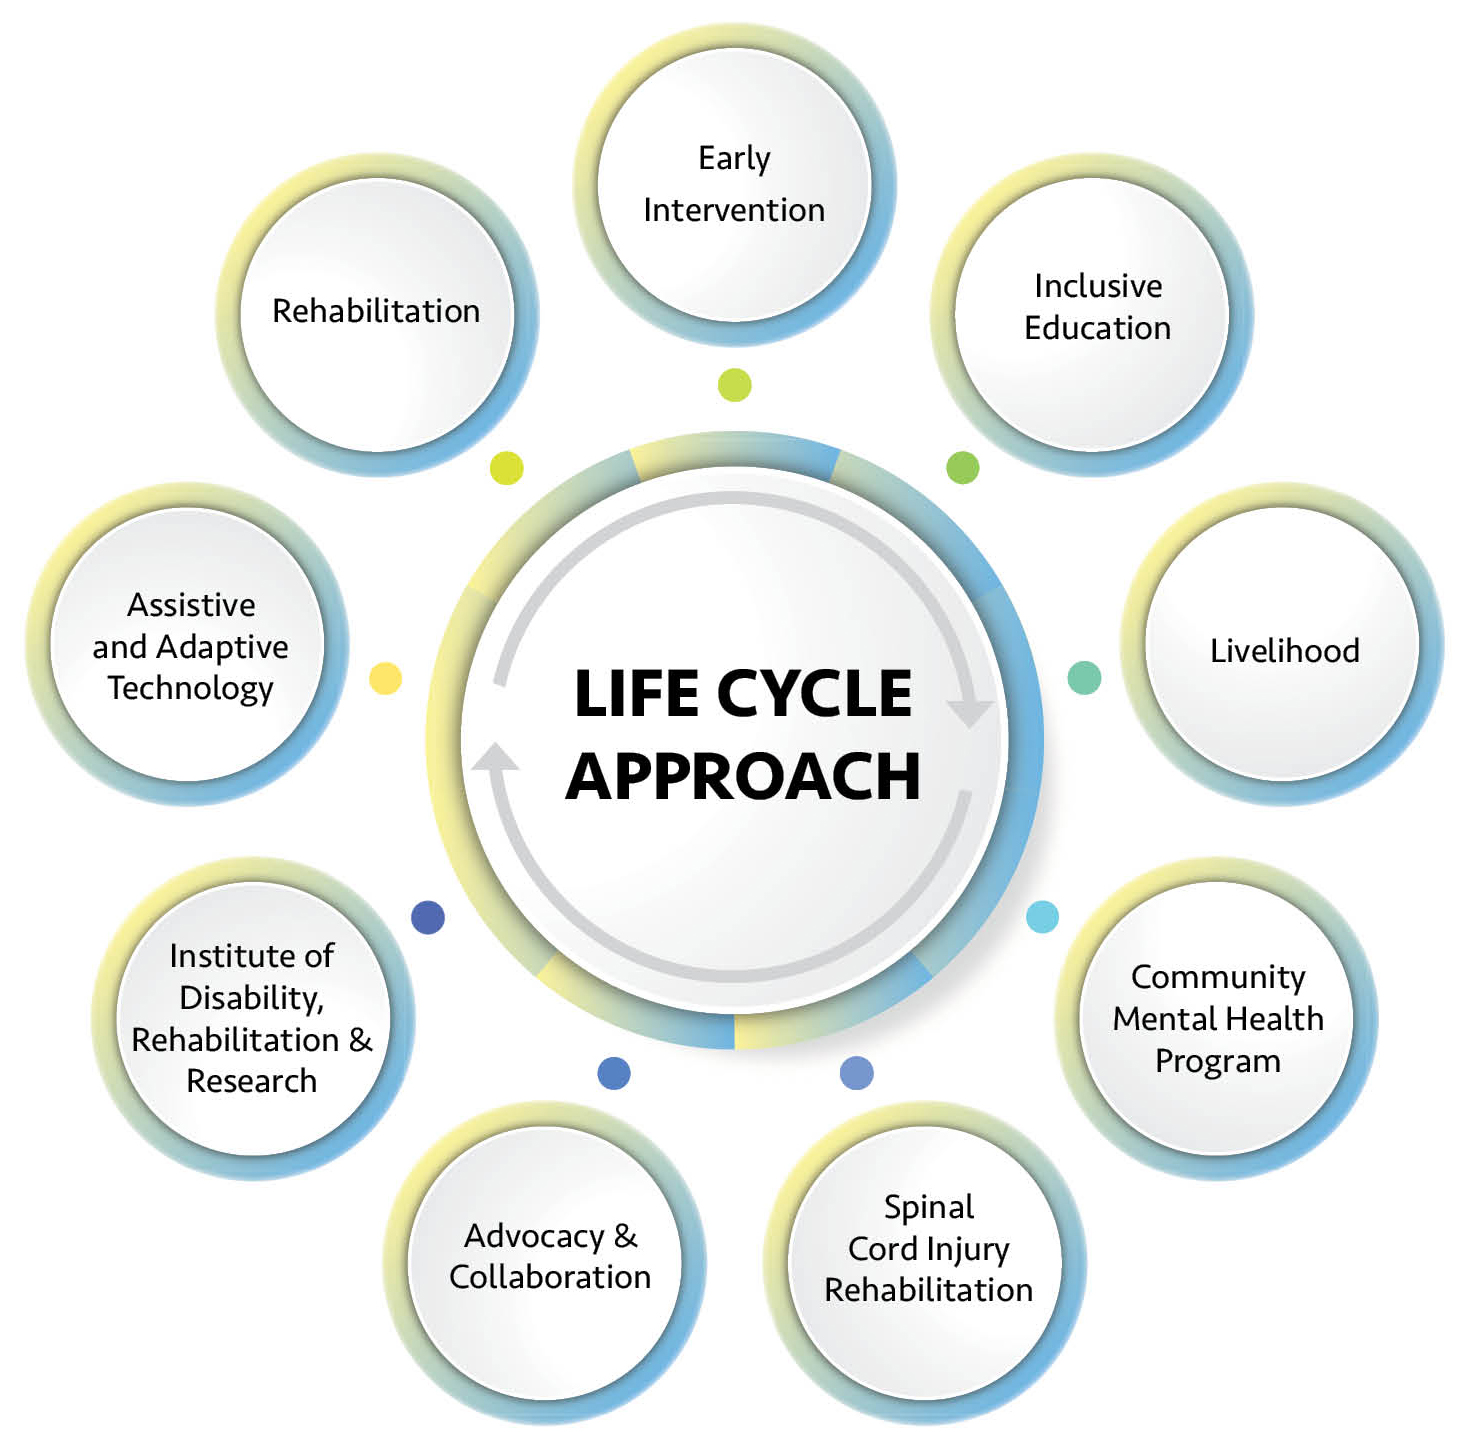 Early
Intervention
Inclusive
Education
Livelihood
Community
Mental Health
Program
Spinal
Cord Injury
Rehabilitation
Advocacy &
Collaboration
Institute of
Disability,
Rehabilitation &
Research
Assistive
and Adaptive
Technology
Rehabilitation
LIFE CYCLE
APPROACH